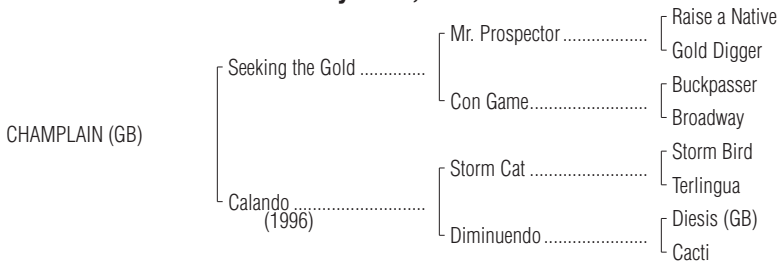 Raise a Native
Mr. Prospector ..................
Gold Digger
Seeking the Gold ..............
Buckpasser
Con Game.........................
Broadway
CHAMPLAIN (GB)
Storm Bird
Storm Cat .........................
Terlingua
Calando ............................
(1996)
Diesis (GB)
Diminuendo ......................
Cacti